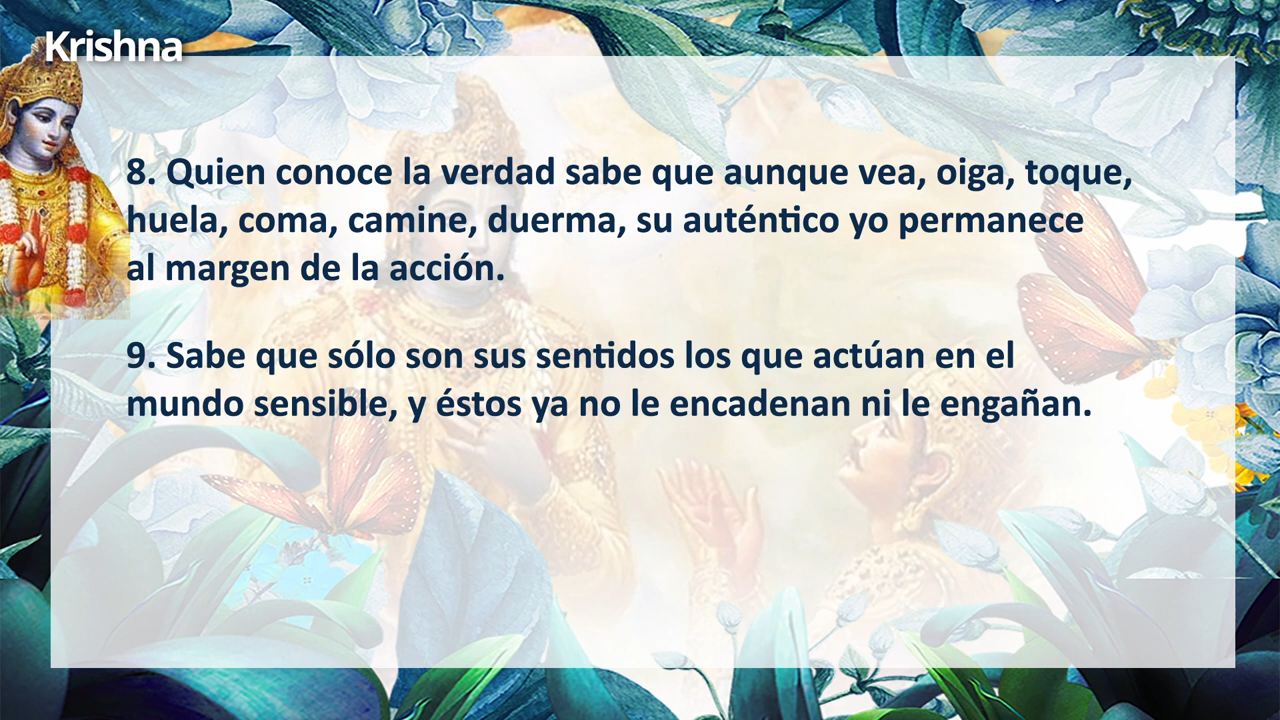 Krishna
8. Quien conoce la verdad sabe que aunque vea, oiga, toque,
huela, coma, camine, duerma, su auténtico yo permanece
al margen de la acción.
9. Sabe que sólo son sus sentidos los que actúan en el
mundo sensible, y éstos ya no le encadenan ni le engañan.